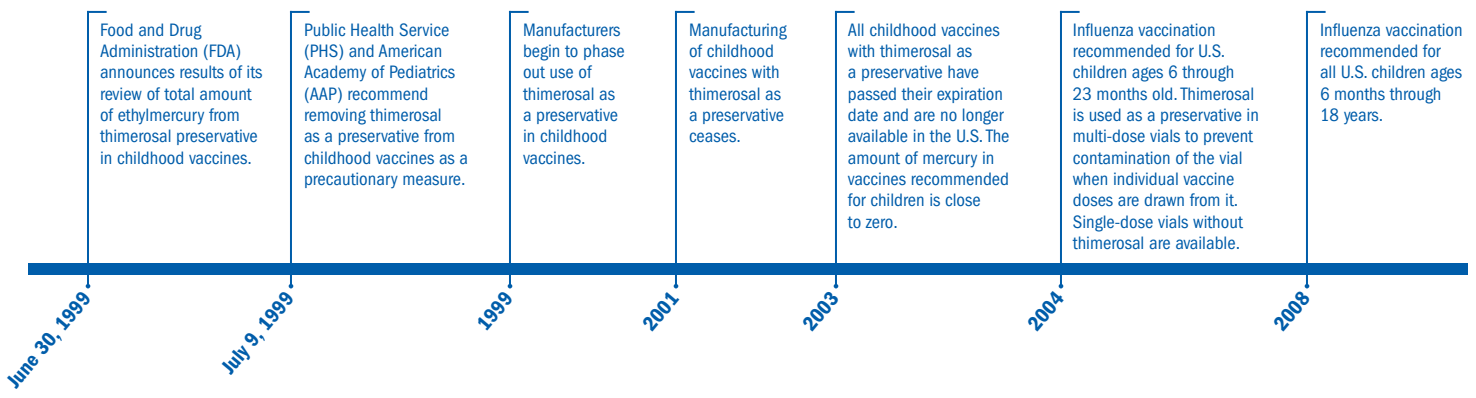 Food and Drug
Administration (FDA)
announces results of its
review of total amount
of ethylmercury from
thimerosal preservative
in childhood vaccines.
Public Health Service
(PHS) and American
Academy of Pediatrics
(AAP) recommend
removing thimerosal
as a preservative from
childhood vaccines as a
precautionary measure.
Manufacturers
begin to phase
out use of
thimerosal as
a preservative
in childhood
vaccines.
Manufacturing
of childhood
vaccines with
thimerosal as
a preservative
ceases.
All childhood vaccines
with thimerosal as
a preservative have
passed their expiration
date and are no longer
available in the U.S. The
amount of mercury in
vaccines recommended
for children is close
to zero.
Influenza vaccination
recommended for U.S.
children ages 6 through
23 months old. Thimerosal
is used as a preservative in
multi-dose vials to prevent
contamination of the vial
when individual vaccine
doses are drawn from it.
Single-dose vials without
thimerosal are available.
Influenza vaccination
recommended for
all U.S. children ages
6 months through
18 years.
June 30, 1999
July 9, 1999
1999
2001
2003
2004
2008